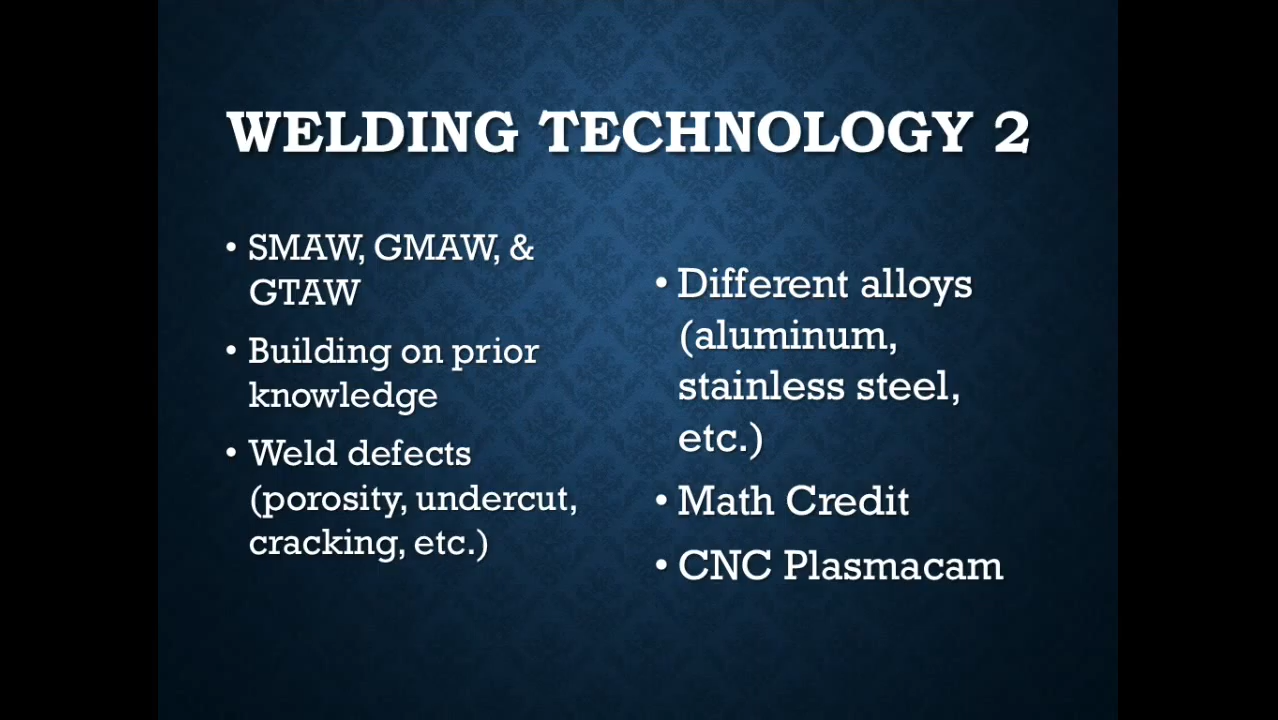 WELDING TECHNOLOGY 2
• SMAW, GMAW, &
GTAW
• Building on prior
knowledge
• Weld defects
(porosity, undercut,
cracking, etc.)
• Different alloys
(aluminum,
stainless steel,
etc.)
• Math Credit
• CNC Plasmacam